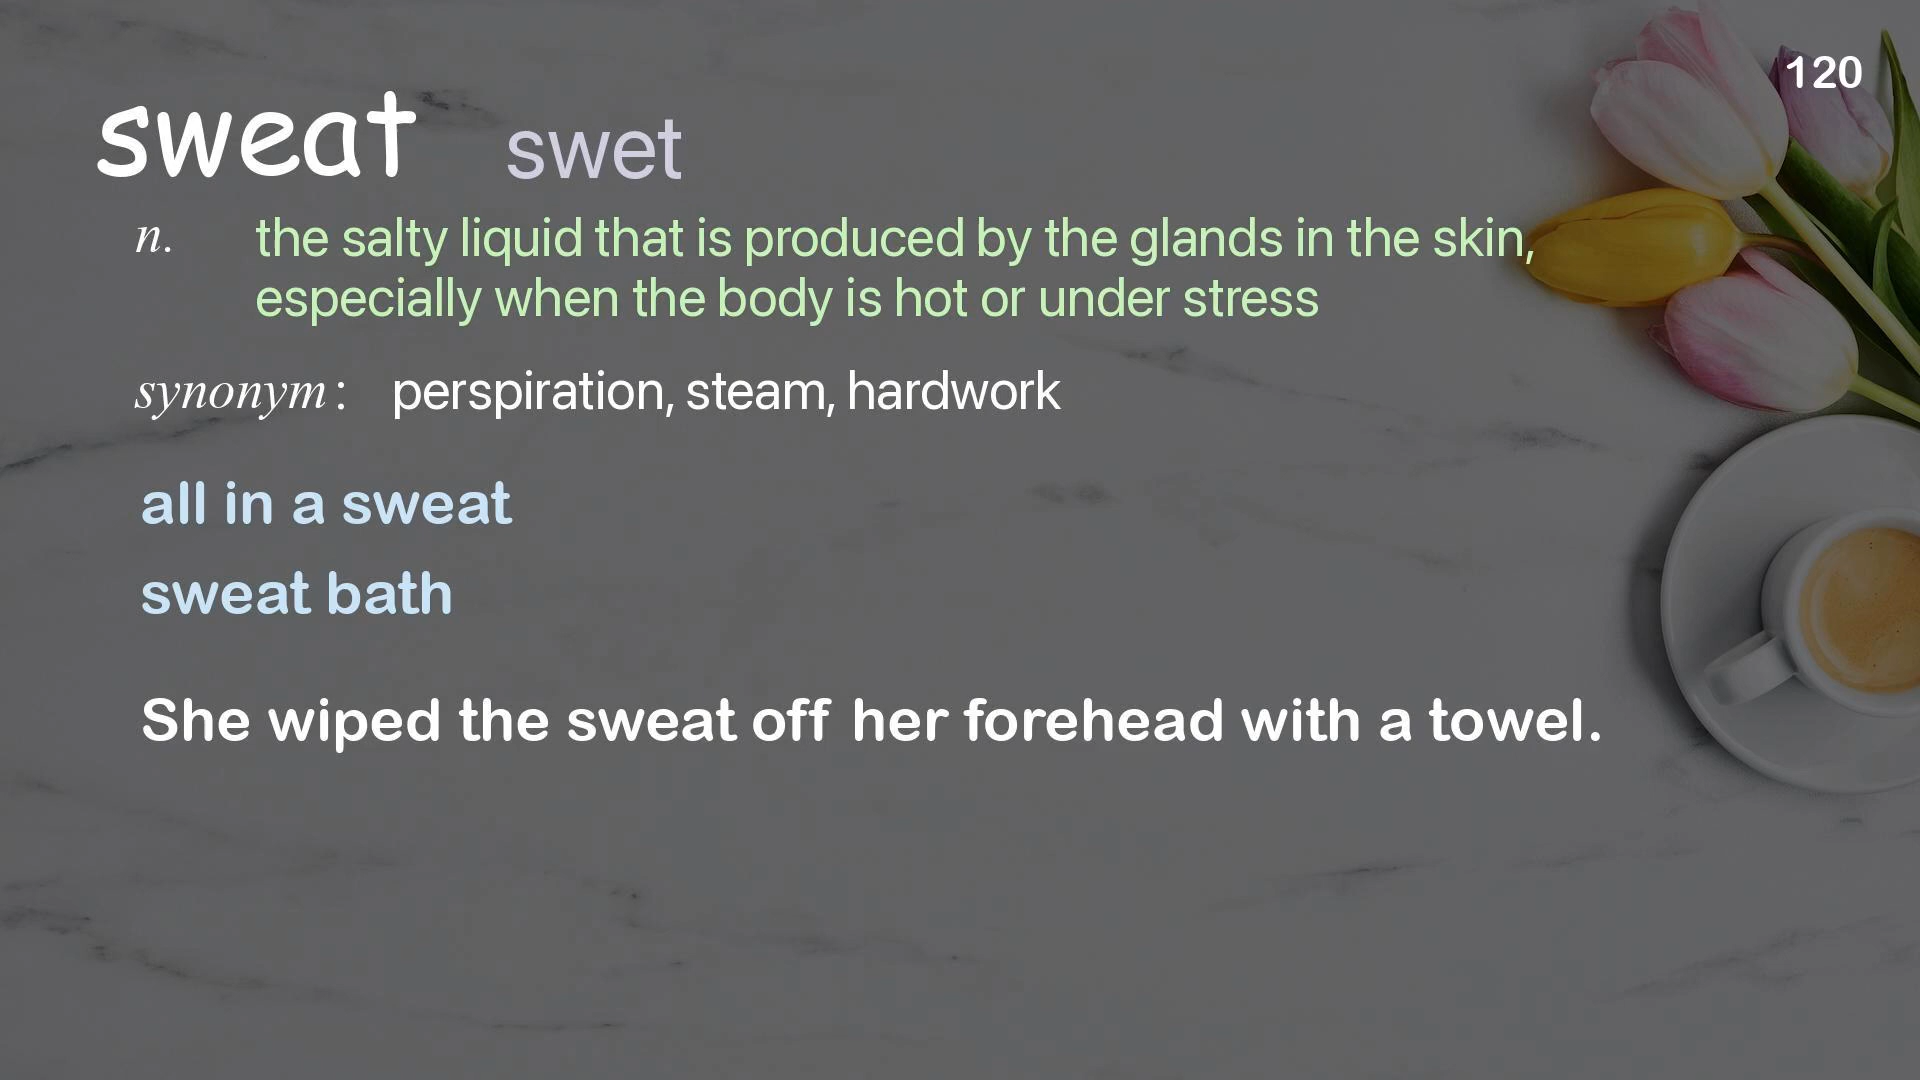 120
sweat swet
n. the salty liquid that is produced by the glands in the skin,
especially when the body is hot or under stress
synonym: perspiration, steam, hardwork
all in a sweat
sweat bath
She wiped the sweat off her forehead with a towel.